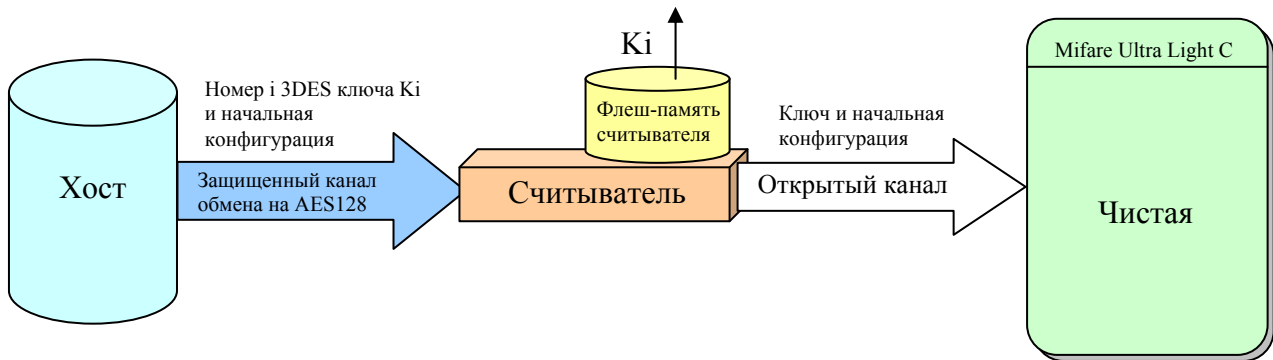 Хост
Номер i 3DES ключа Ki
и начальная
конфигурация
Защищенный канал
обмена на AES128
Ki
Флеш-память
считывателя
Считыватель
Ключ и начальная
конфигурация
Открытый канал
Mifare Ultra Light C
Чистая